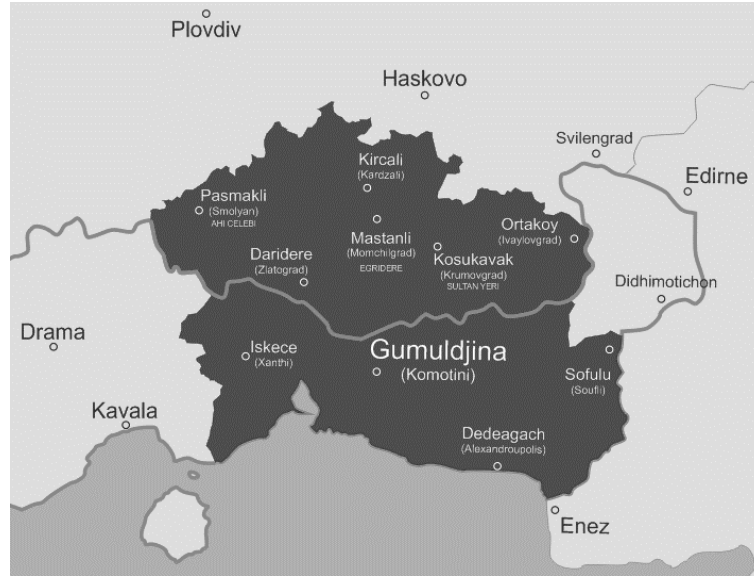 Plovdiv
Haskovo
Svilengrad
Kircali
(Kardzali)
Edirne
Pasmakli
(Smolyan)
AHI CELEBI
Mastanli
(Momchilgrad)
EGRIDERE
Ortakoy
(Ivaylovgrad)
Daridere
(Zlatograd)
Kosukavak
(Krumovgrad)
SULTAN YERI
Didhimotichon
Drama
Iskece
(Xanthi)
Gumuldjina
(Komotini)
Sofulu
(Soufli)
Kavala
Dedeagach
(Alexandroupolis)
Enez